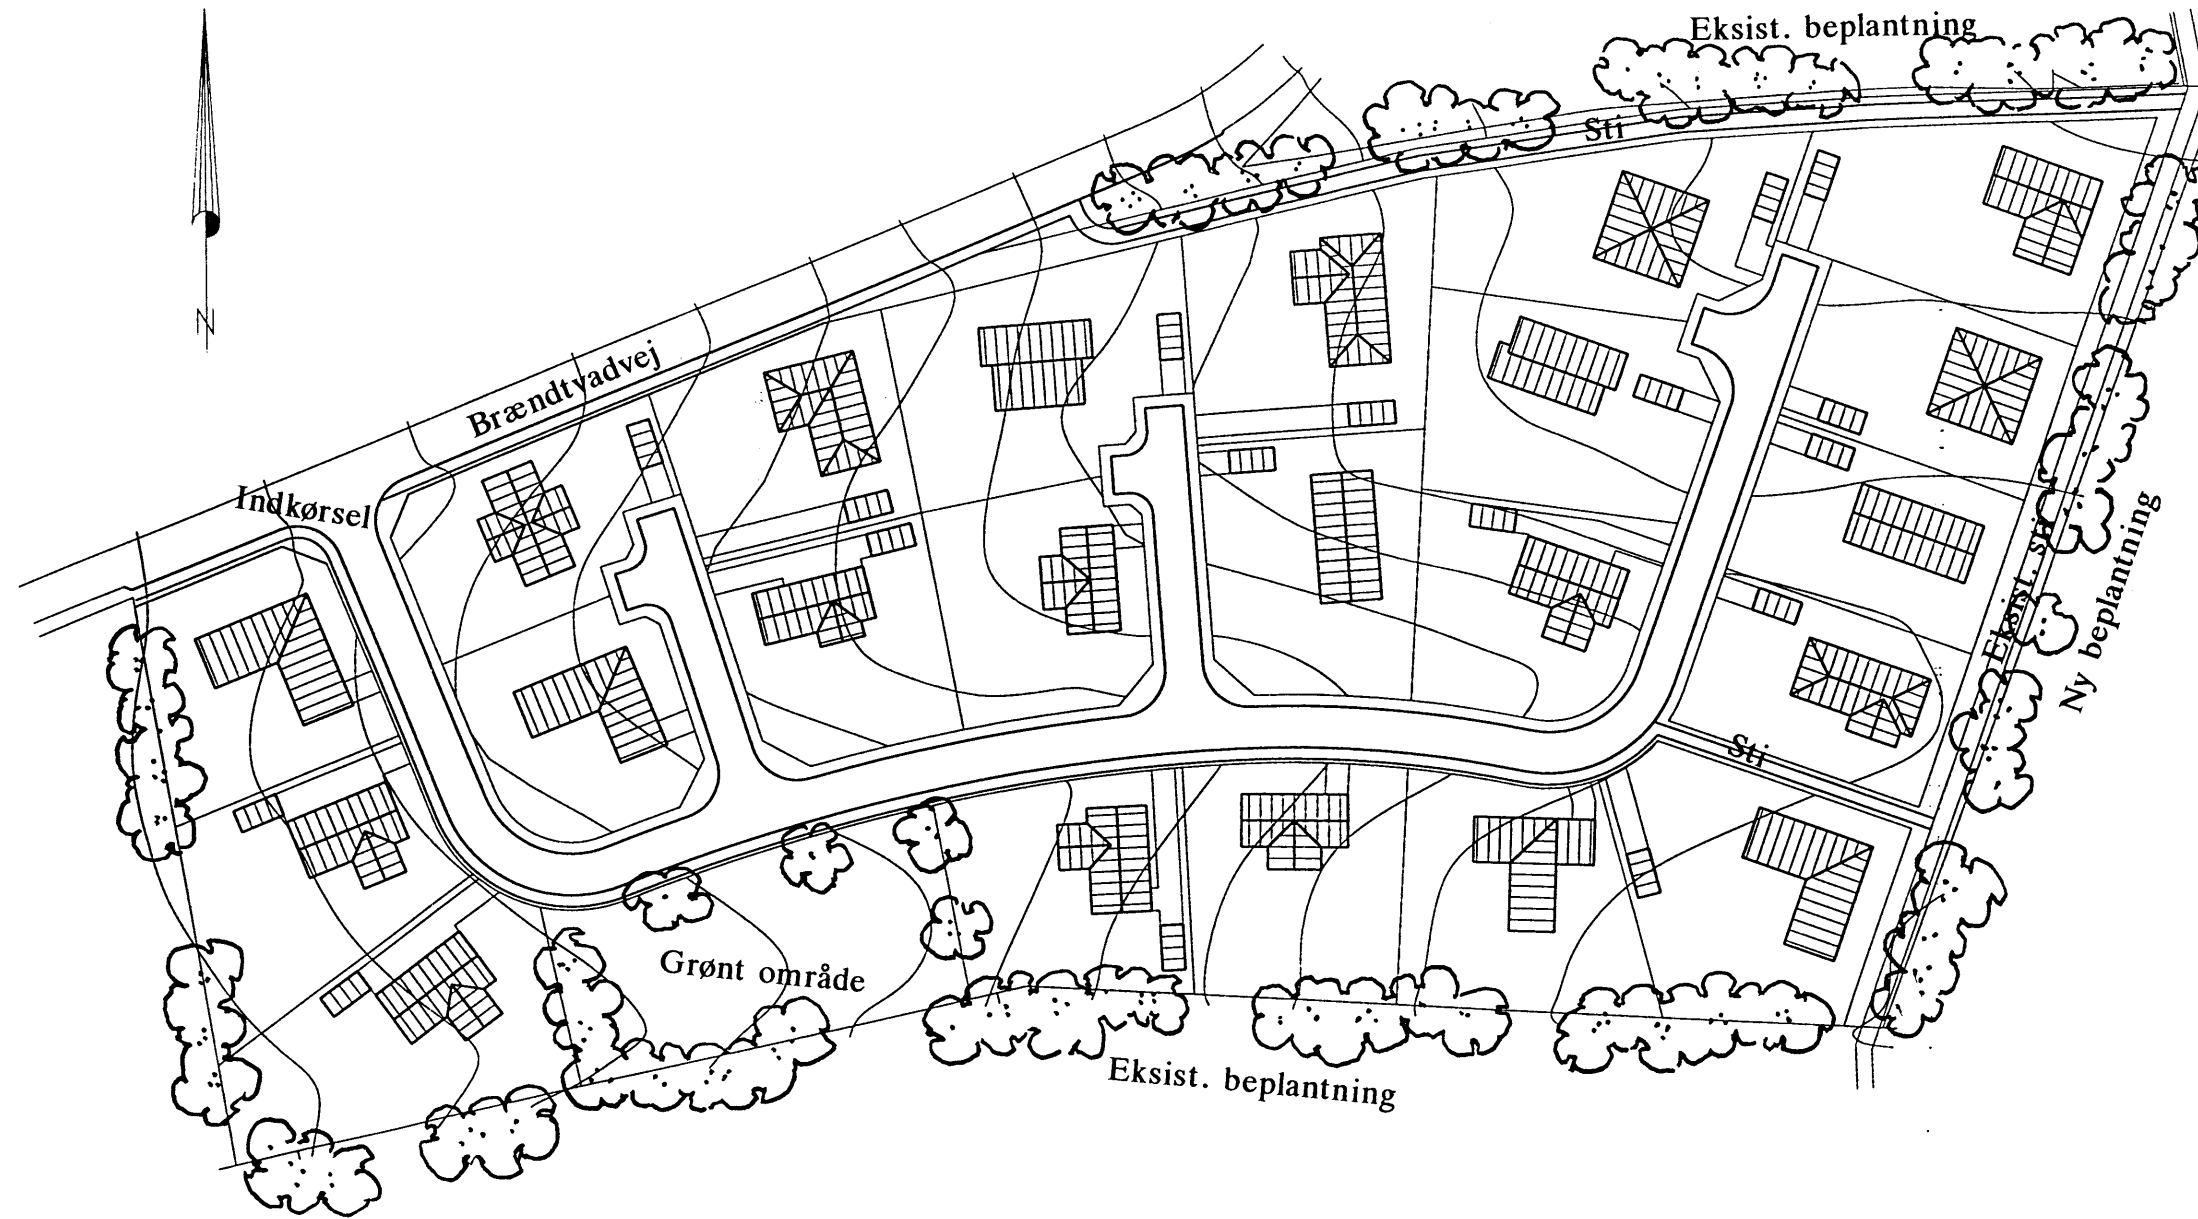 Eksist. beplantning
Sti
Brændtvadvej
Indkørsel
Eksist. sti
Ny beplantning
Sti
Grønt område
Eksist. beplantning
N